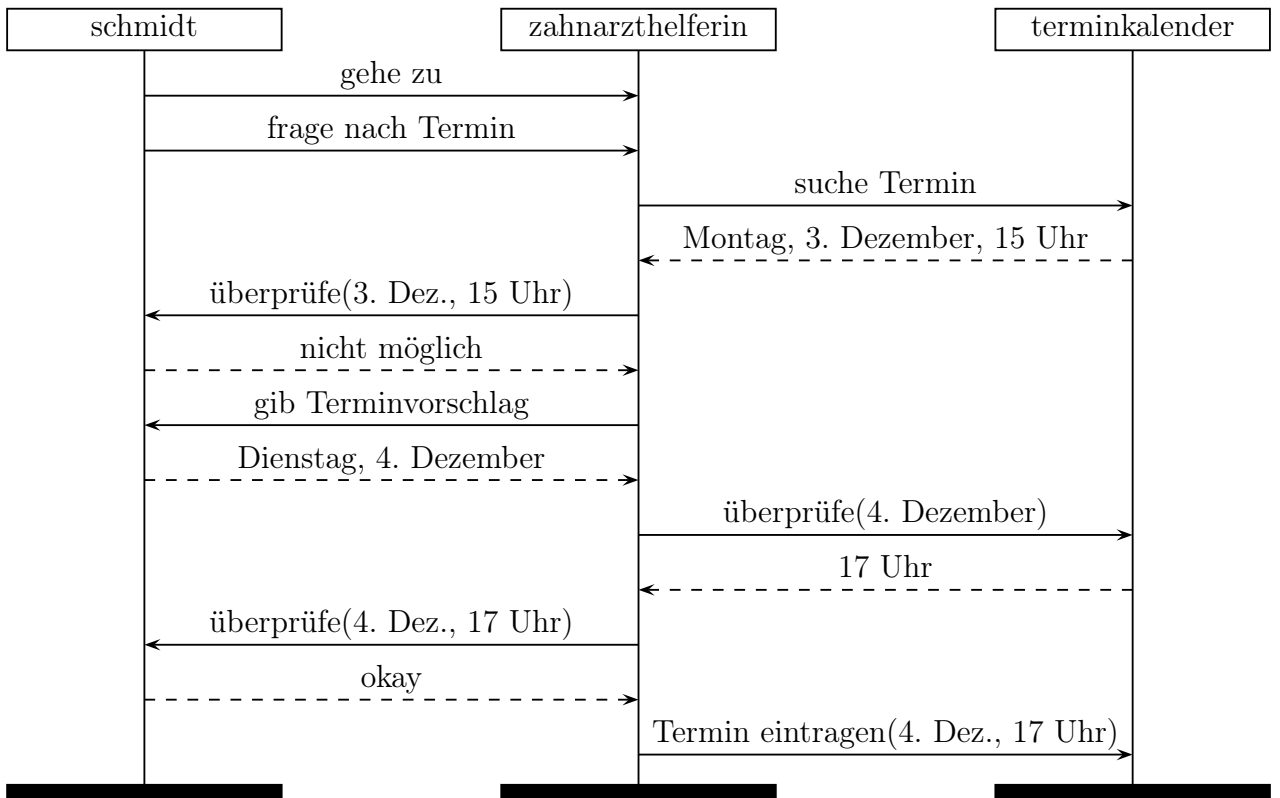 schmidt
zahnarzthelferin
terminkalender
gehe zu
frage nach Termin
suche Termin
Montag, 3. Dezember, 15 Uhr
überprüfe(3. Dez., 15 Uhr)
nicht möglich
gib Terminvorschlag
Dienstag, 4. Dezember
überprüfe(4. Dezember)
17 Uhr
überprüfe(4. Dez., 17 Uhr)
okay
Termin eintragen(4. Dez., 17 Uhr)